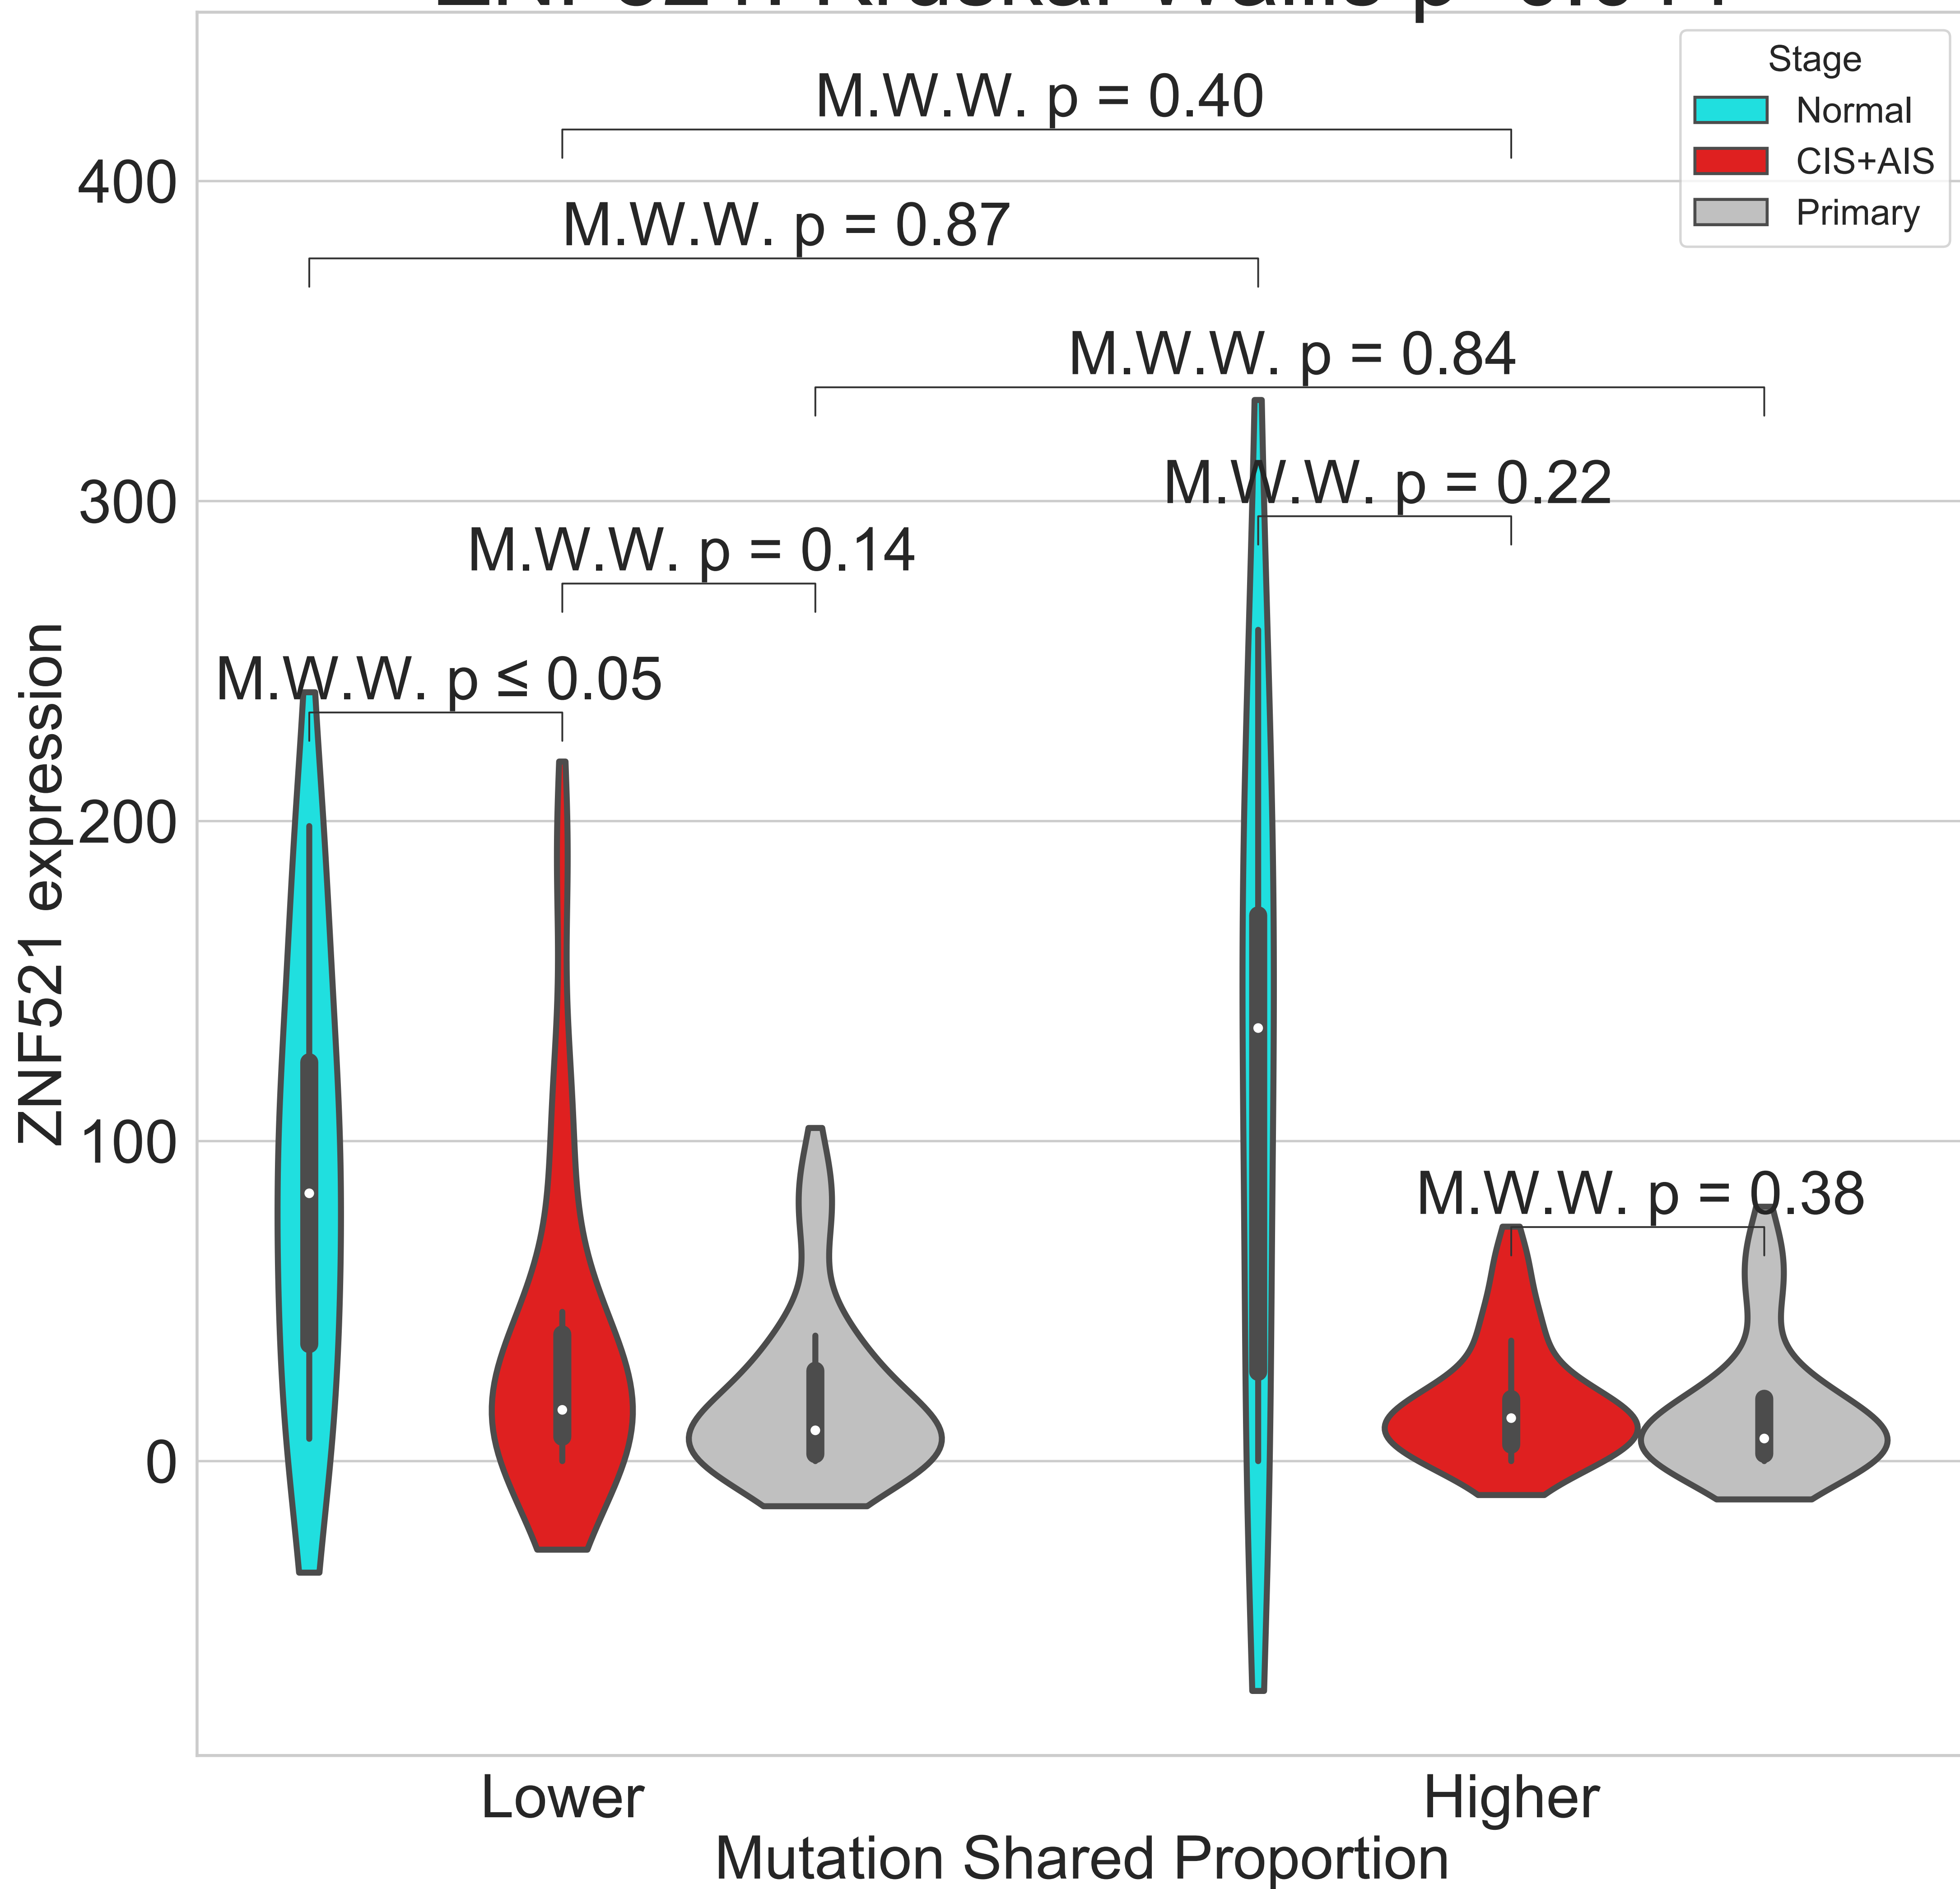 M.W.W. p = 0.40
Stage
Normal
CIS+AIS
Primary
400
M.W.W. p = 0.87
M.W.W. p = 0.84
300
M.W.W. p = 0.22
M.W.W. p = 0.14
M.W.W. p ≤ 0.05
ZNF521 expression
200
100
M.W.W. p = 0.38
0
Lower
Higher
Mutation Shared Proportion